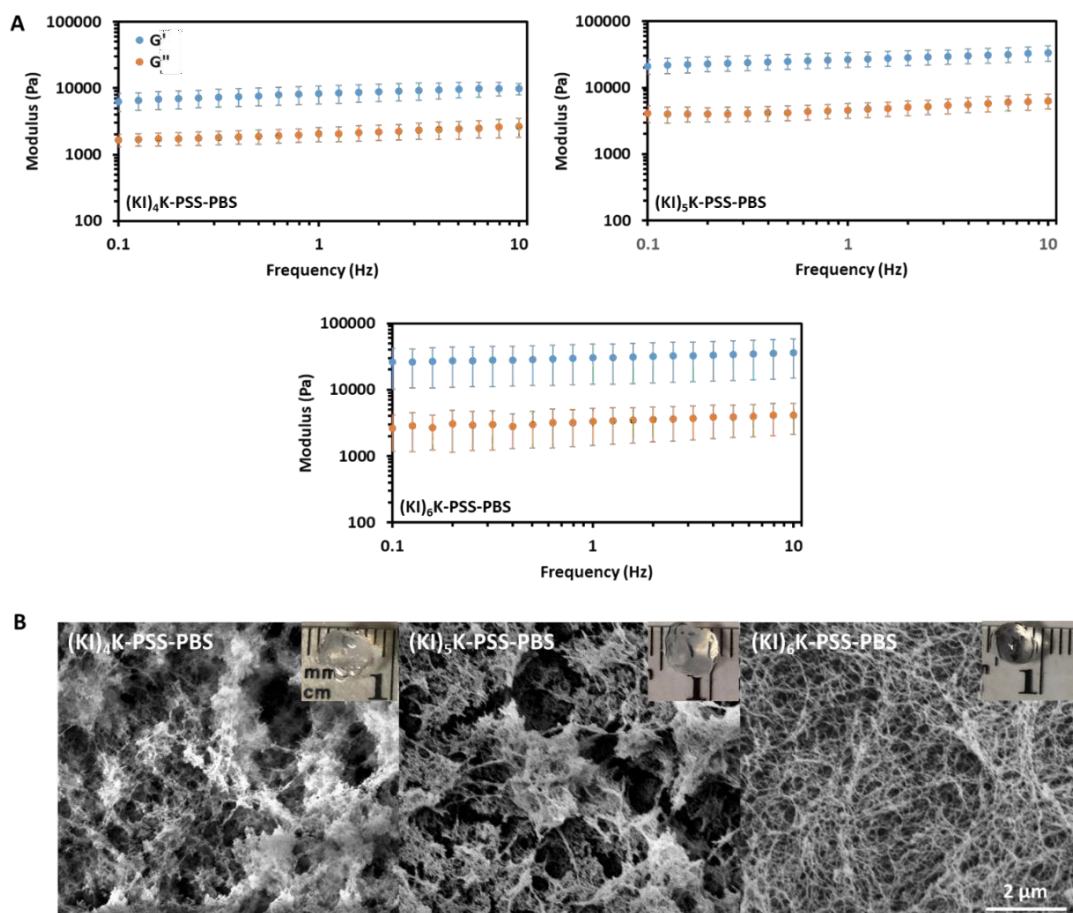 A
100000
10000
1000
100
Modulus (Pa)
G'
G"
(KI)₄K-PSS-PBS
0.1
1
10
Frequency (Hz)
100000
10000
1000
100
Modulus (Pa)
(KI)₅K-PSS-PBS
0.1
1
10
Frequency (Hz)
100000
10000
1000
100
Modulus (Pa)
(KI)₆K-PSS-PBS
0.1
1
10
Frequency (Hz)
B
(KI)₄K-PSS-PBS
mm
cm
1
(KI)₅K-PSS-PBS
1
(KI)₆K-PSS-PBS
1
2 µm